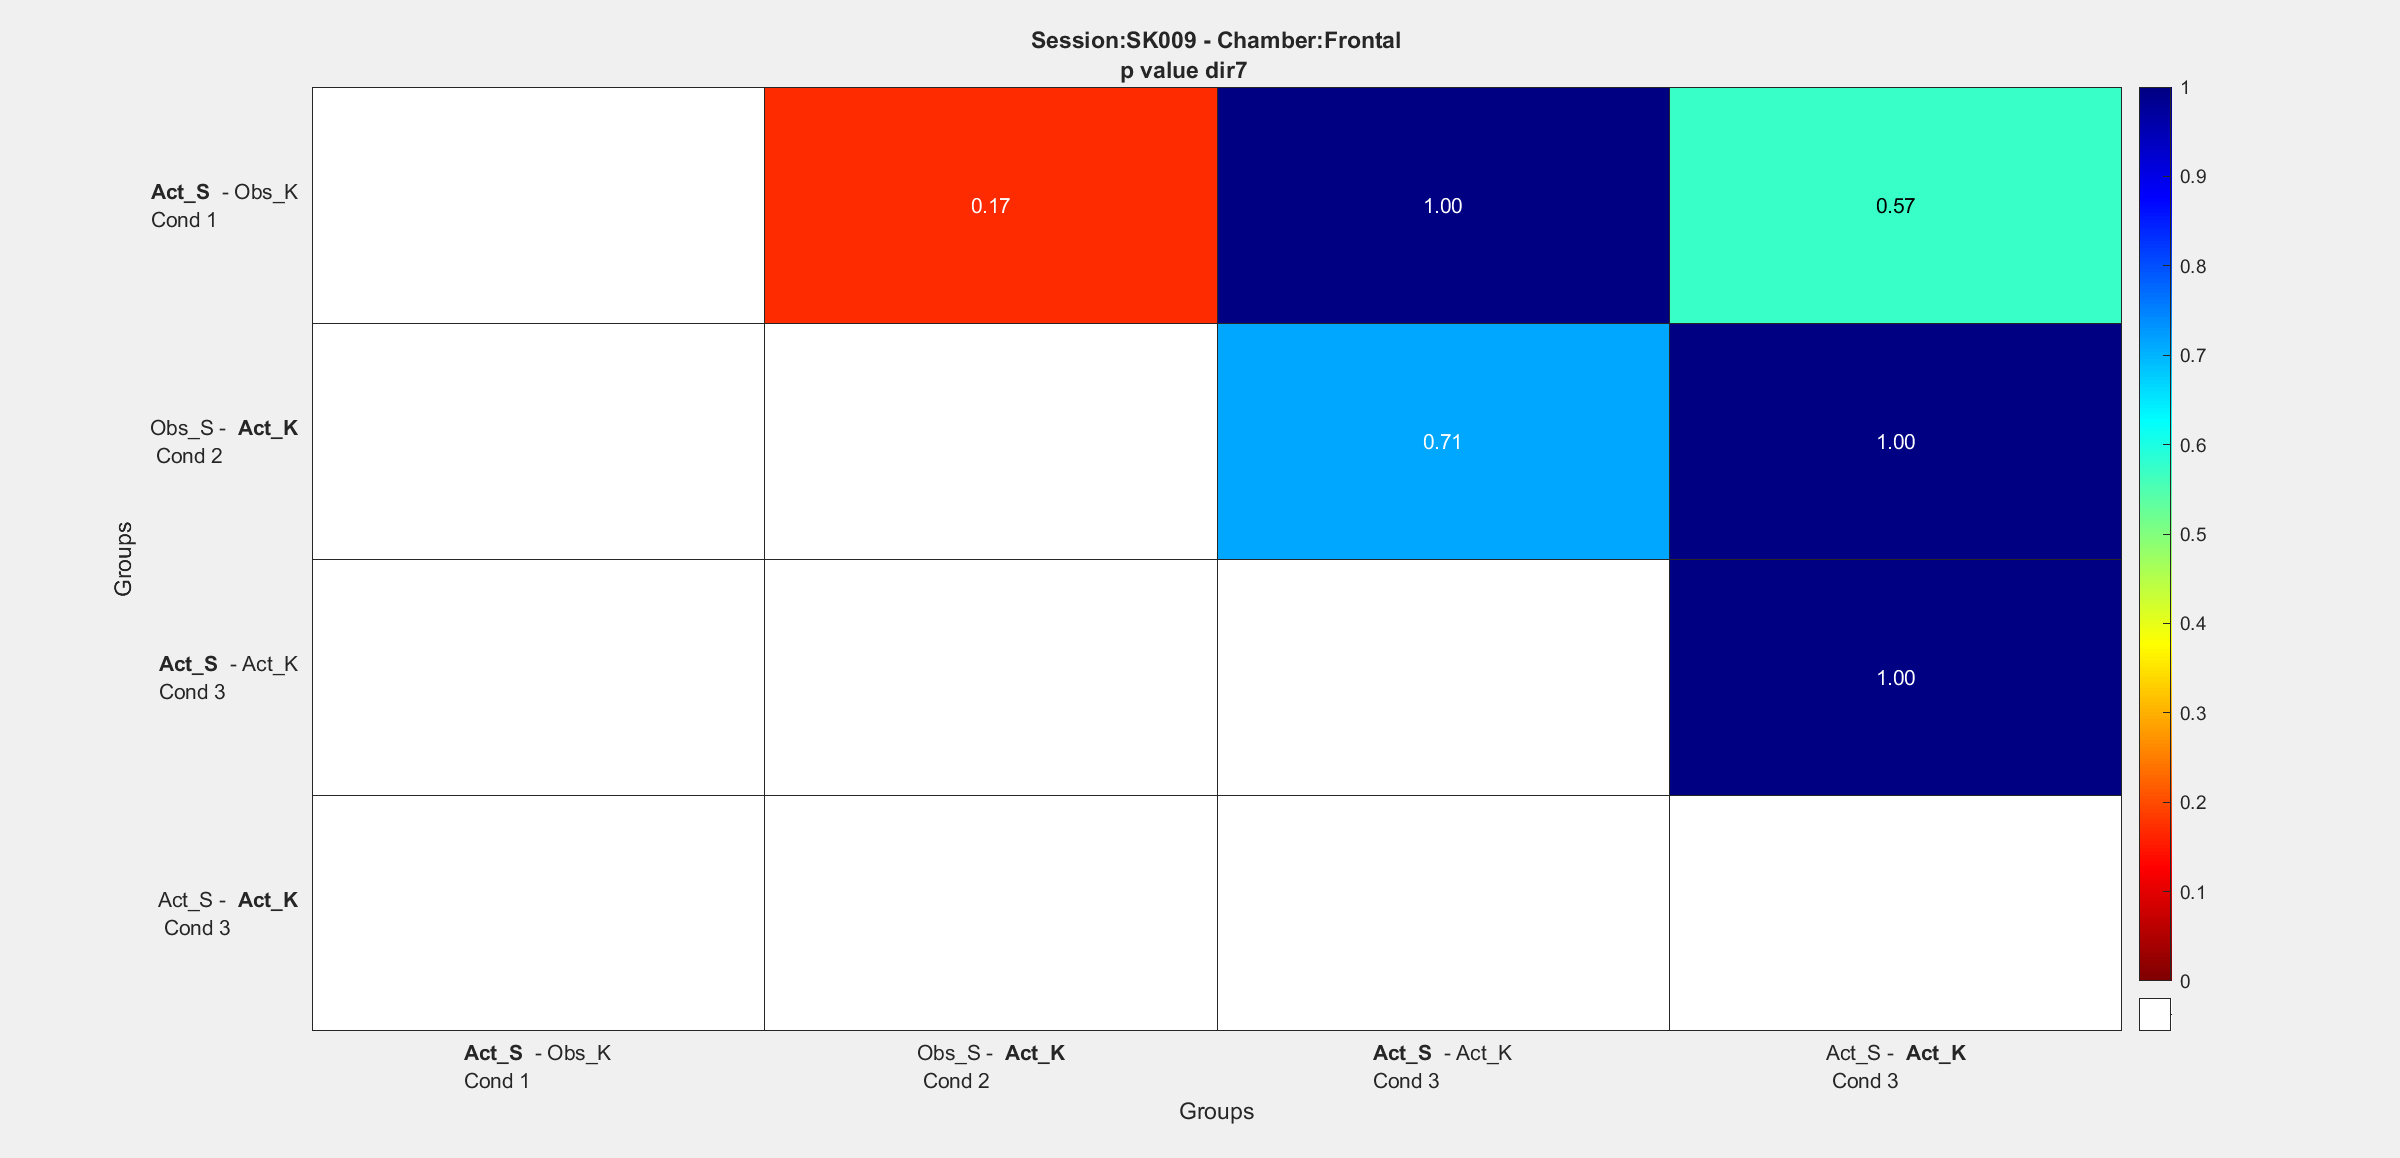 Session:SK009 - Chamber:Frontal
p value dir7
Act_S - Obs_K
Cond 1
0.17
1.00
0.57
Obs_S - Act_K
Cond 2
0.71
1.00
Act_S - Act_K
Cond 3
1.00
Act_S - Act_K
Cond 3
Groups
Act_S - Obs_K
Cond 1
Obs_S - Act_K
Cond 2
Act_S - Act_K
Cond 3
Act_S - Act_K
Cond 3
Groups
1
0.9
0.8
0.7
0.6
0.5
0.4
0.3
0.2
0.1
0